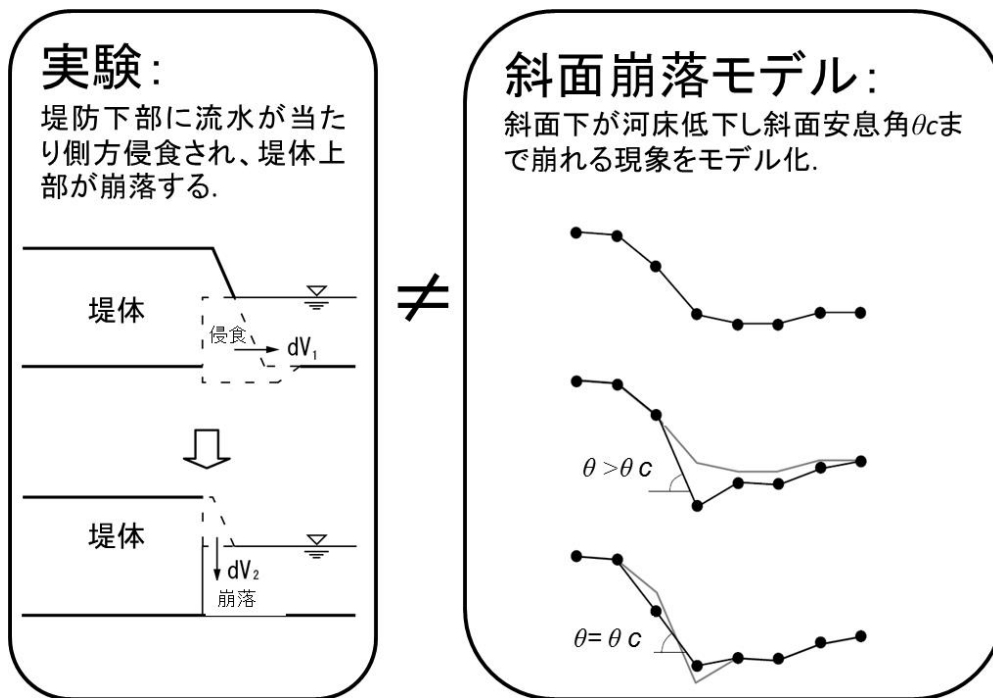 実験：
堤防下部に流水が当た
り側方侵食され、堤体上
部が崩落する．
堤体
侵食
dV₁
堤体
dV₂
崩落
≠
斜面崩落モデル：
斜面下が河床低下し斜面安息角θcま
で崩れる現象をモデル化．
θ >θ c
θ= θ c